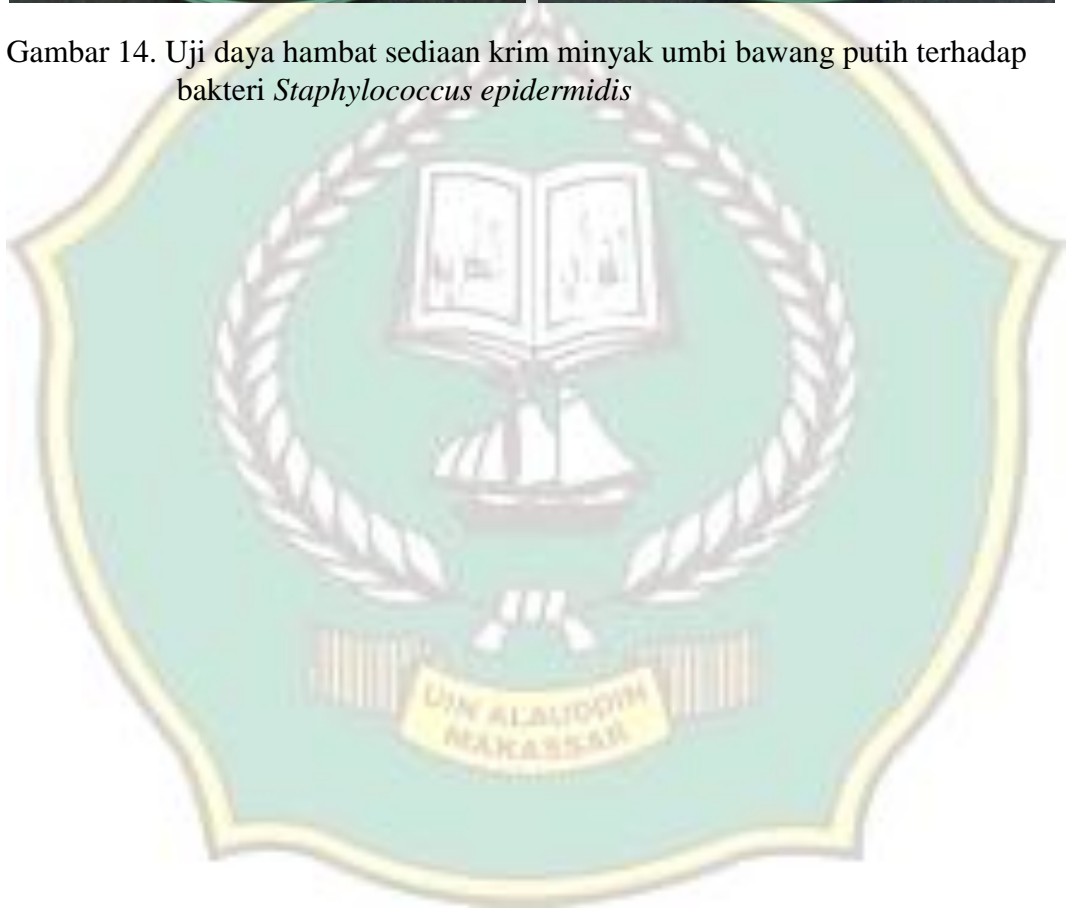 Gambar 14. Uji daya hambat sediaan krim minyak umbi bawang putih terhadap
bakteri Staphylococcus epidermidis
UIN ALAUDDIN
MAKASSAR